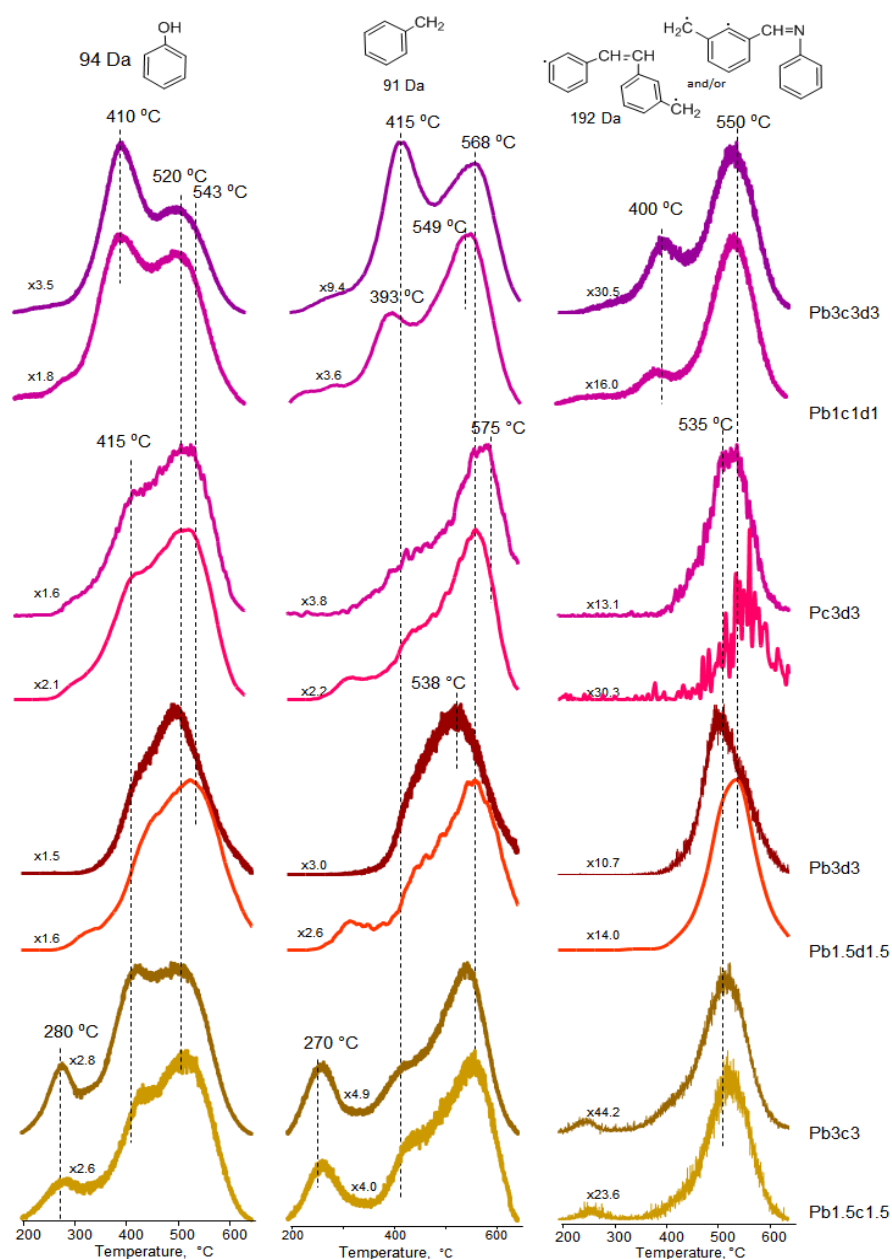 OH
94 Da
410 ⁰C
520 ⁰C
543 °C
x3.5
x1.8
415 °C
x1.6
x2.1
x1.5
x1.6
280 °C
x2.8
x2.6
200 300 400 500 600
Temperature, °C
CH₂
91 Da
415 °C
568 °C
549 °C
393 °C
x9.4
x3.6
575 °C
x3.8
x2.2
538 °C
x3.0
x2.6
270 °C
x4.9
x4.0
200 300 400 500 600
Temperature, °C
CH=CH
CH₂
192 Da
and/or
H₂C
CH=N
550 °C
400 °C
x30.5
x16.0
535 °C
x13.1
x30.3
x10.7
x14.0
x44.2
x23.6
200 300 400 500 600
Temperature, °C
Pb3c3d3
Pb1c1d1
Pc3d3
Pb3d3
Pb1.5d1.5
Pb3c3
Pb1.5c1.5